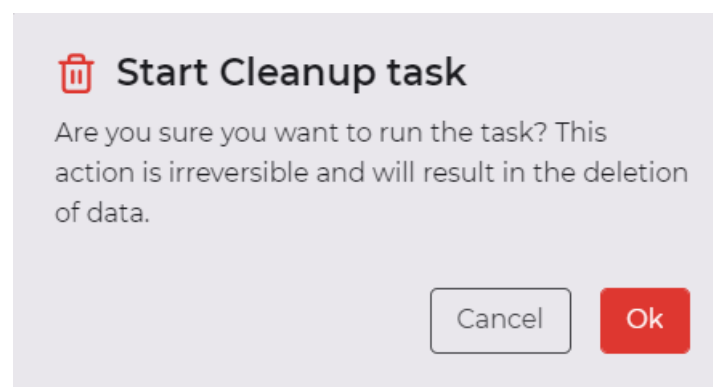 Start Cleanup task
Are you sure you want to run the task? This
action is irreversible and will result in the deletion
of data.
Cancel
Ok